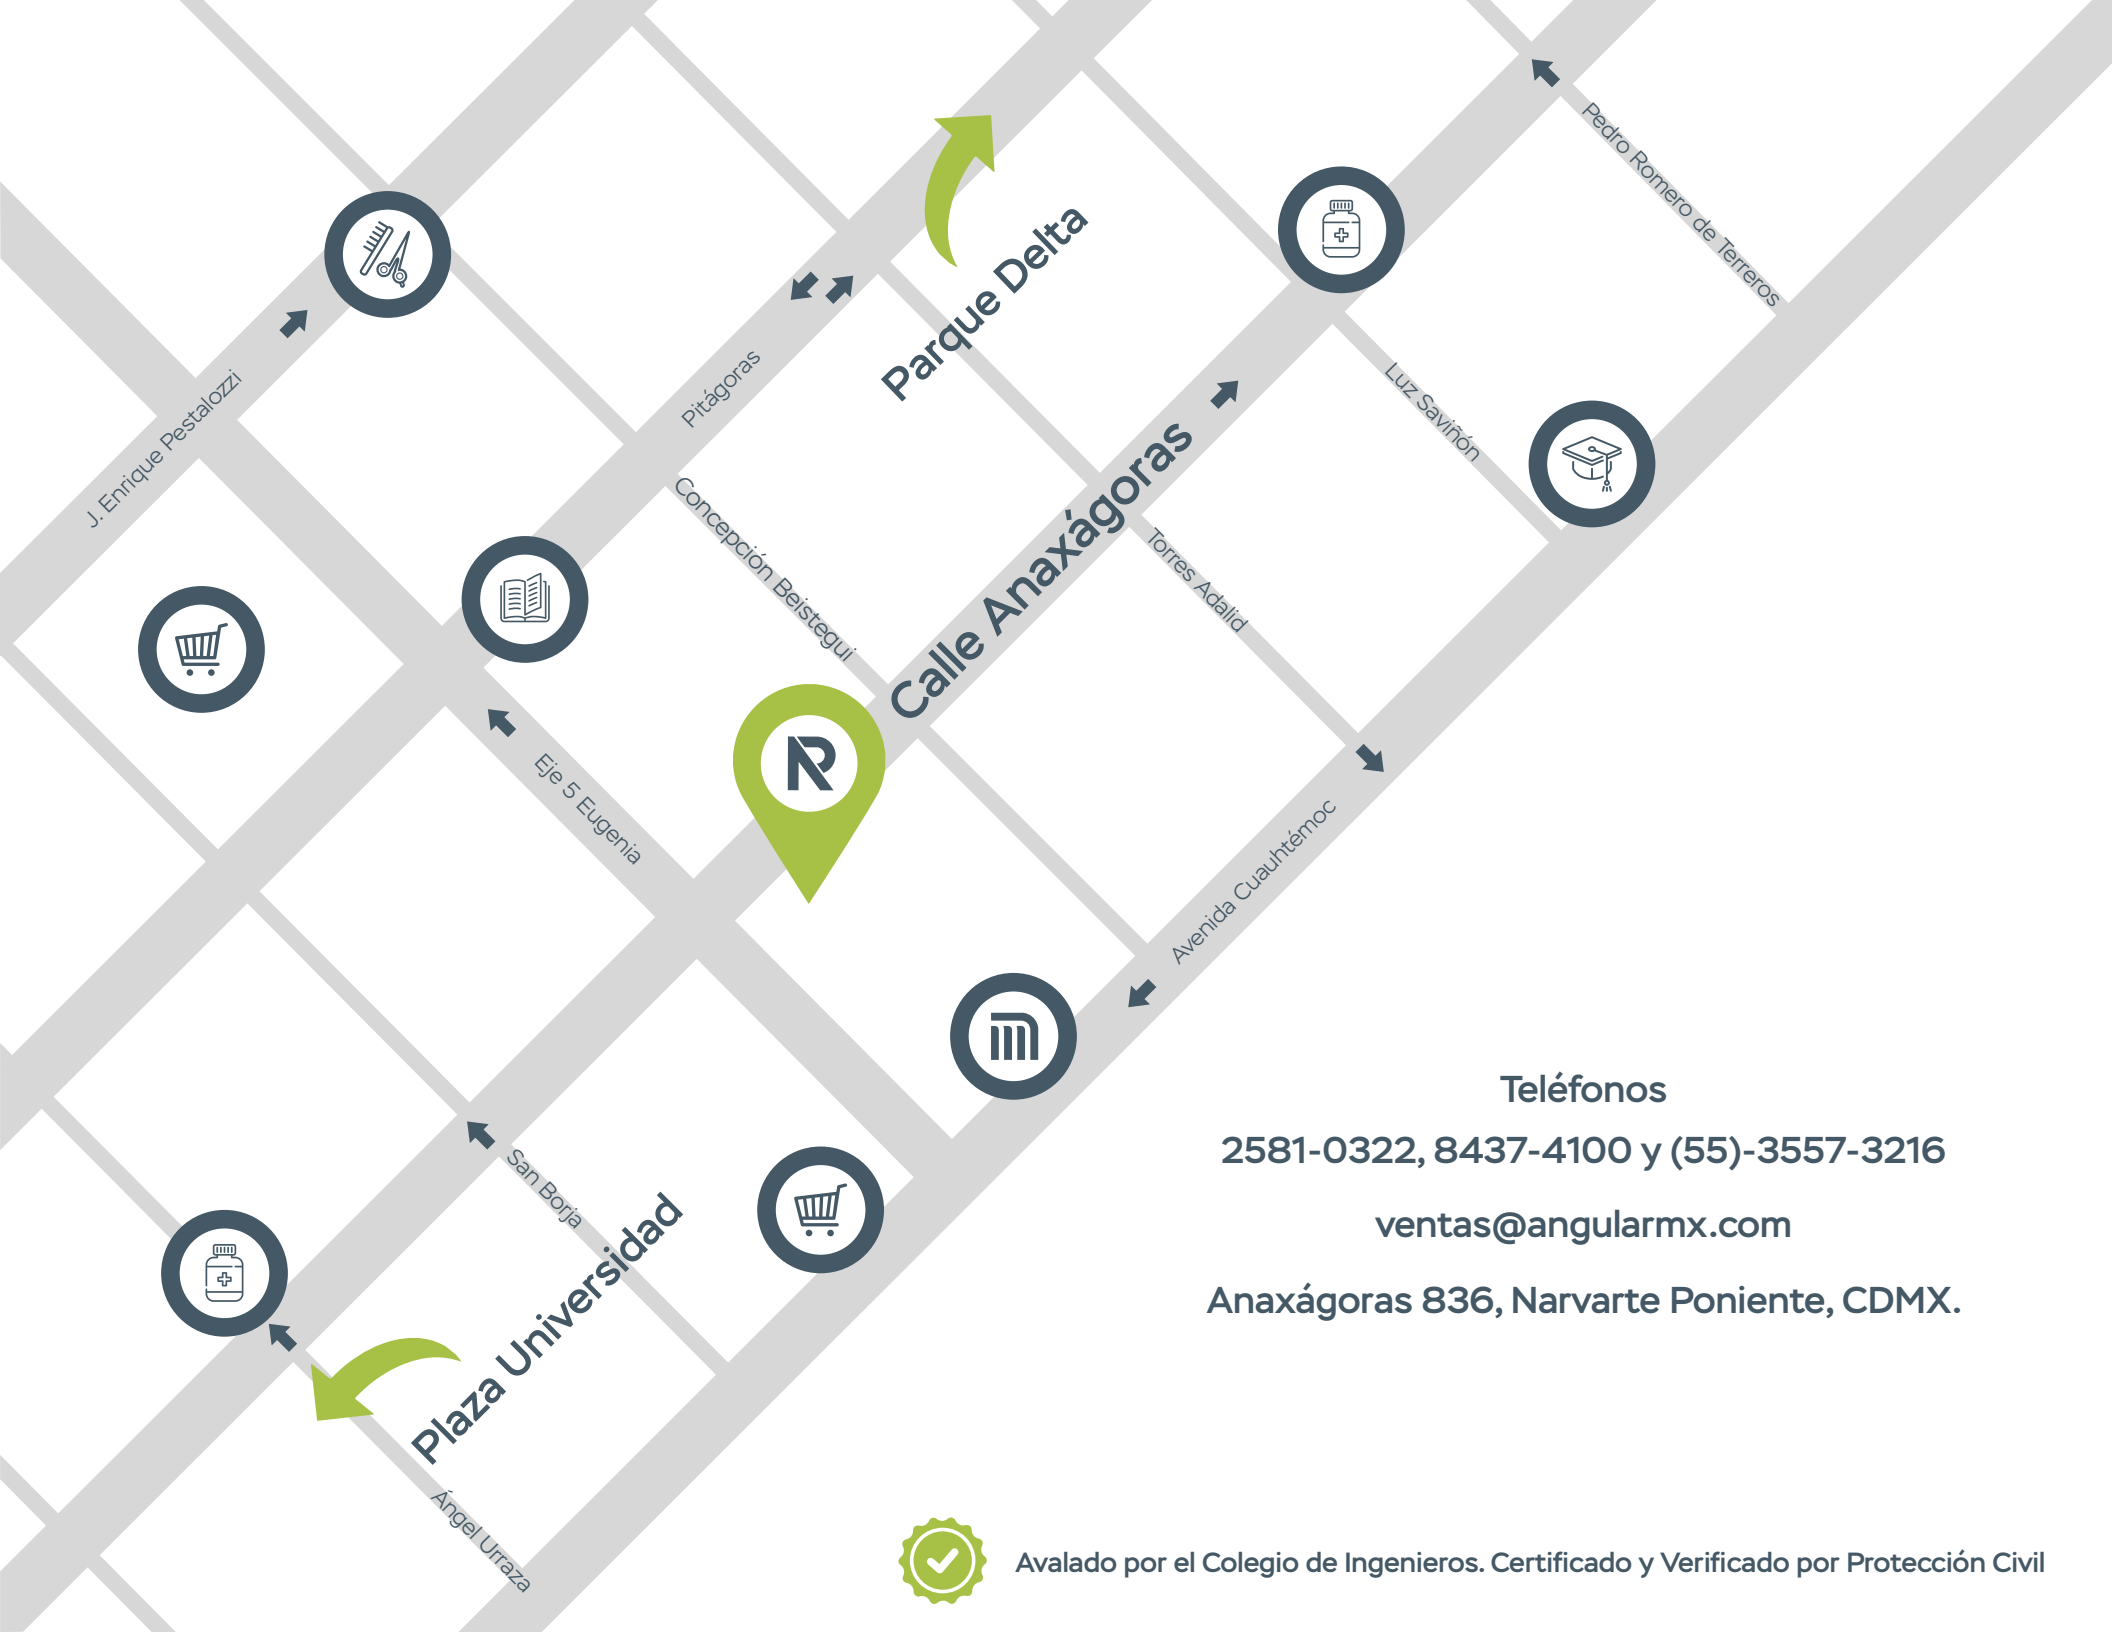 Pedro Romero de Terreros
Parque Delta
J. Enrique Pestalozzi
Pitágoras
Luz Saviñón
Calle Anaxágoras
Concepción Beistegui
Torres Adalid
Eje 5 Eugenia
Avenida Cuauhtémoc
San Borja
Plaza Universidad
Ángel Urraza
Teléfonos
2581-0322, 8437-4100 y (55)-3557-3216
ventas@angularmx.com
Anaxágoras 836, Narvarte Poniente, CDMX.
Avalado por el Colegio de Ingenieros. Certificado y Verificado por Protección Civil